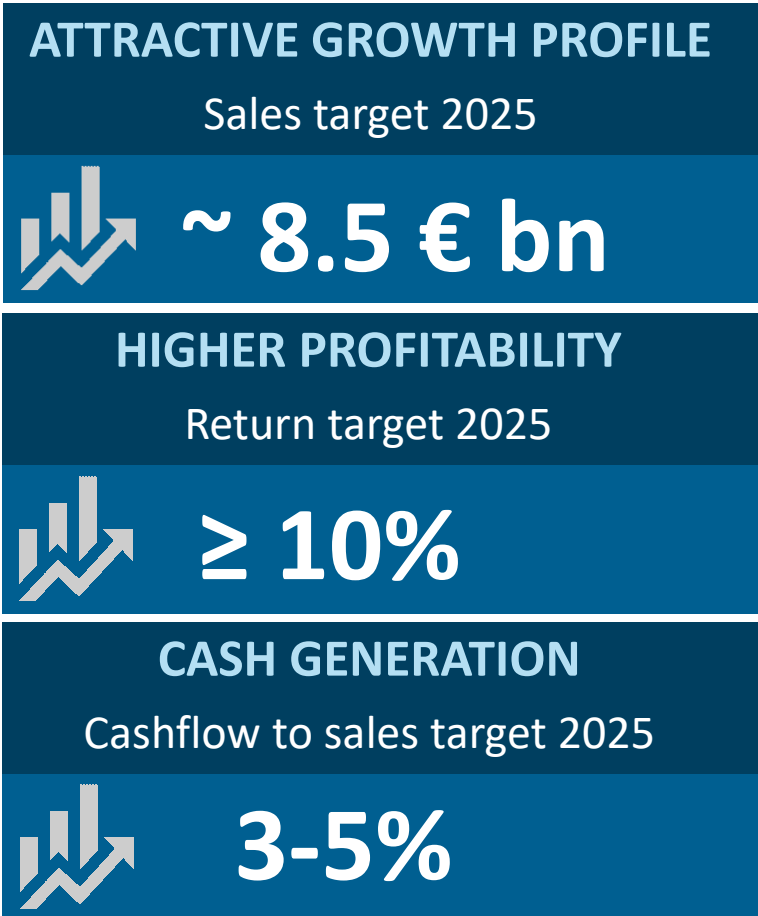 ATTRACTIVE GROWTH PROFILE
Sales target 2025
~ 8.5 € bn
HIGHER PROFITABILITY
Return target 2025
≥ 10%
CASH GENERATION
Cashflow to sales target 2025
3-5%